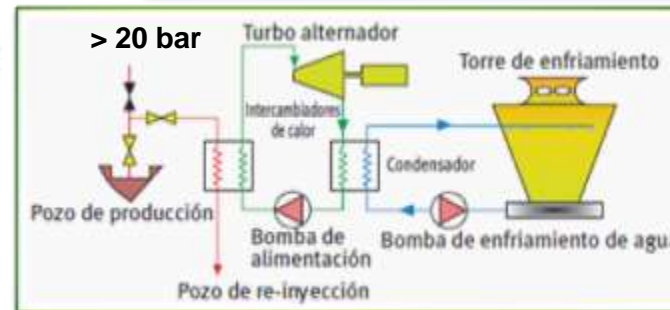 > 20 bar
Turbo alternador
Torre de enfriamiento
Intercambiadores
de calor
Condensador
Pozo de producción
Bomba de
alimentación
Bomba de enfriamiento de agu
Pozo de re-inyección